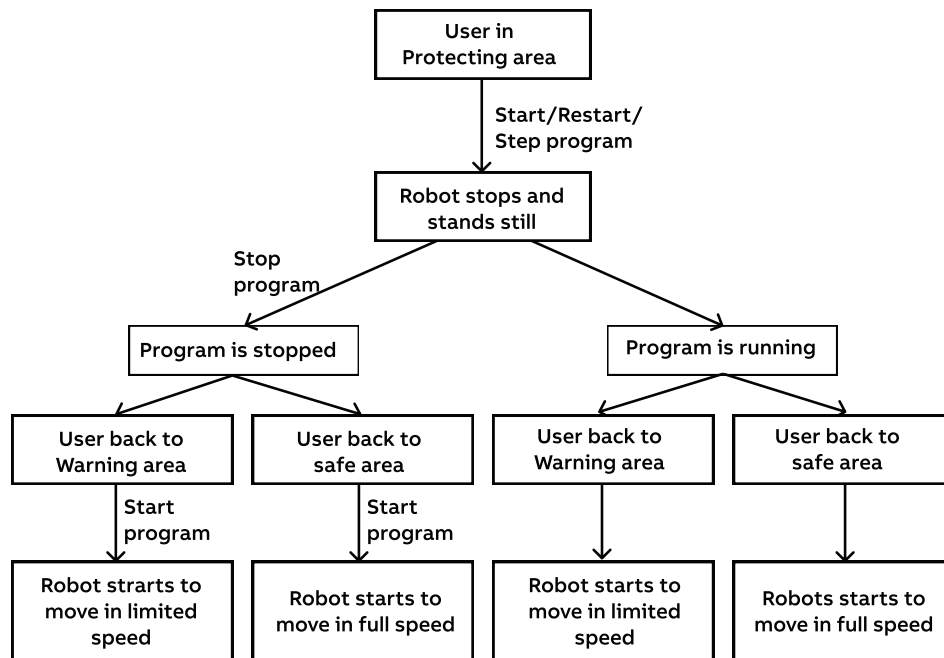 User in
Protecting area
Start/Restart/
Step program
Robot stops and
stands still
Stop
program
Program is stopped
Program is running
User back to
Warning area
User back to
safe area
User back to
Warning area
User back to
safe area
Start
program
Start
program
Robot strarts to
move in limited
speed
Robot starts to
move in full speed
Robot starts to
move in limited
speed
Robots starts to
move in full speed